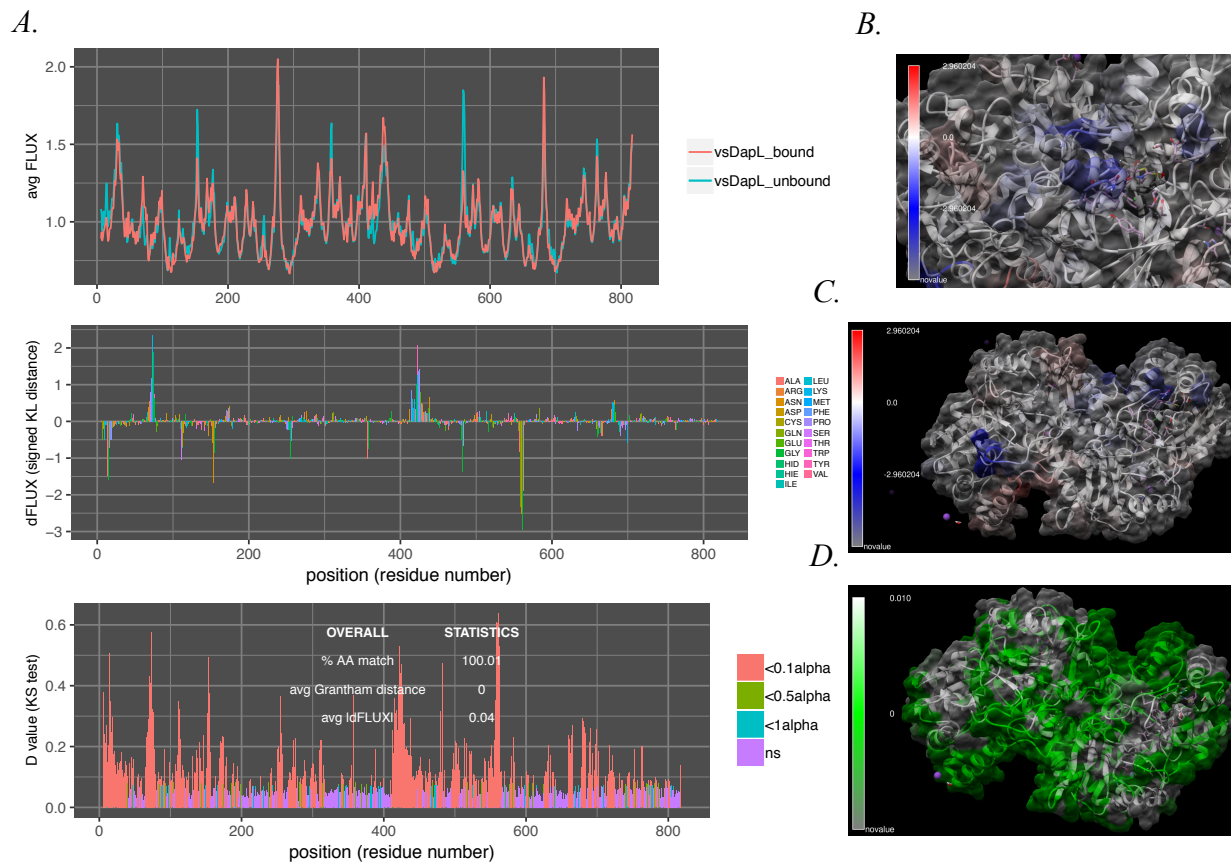 A.
B.
2.0
1.5
1.0
avg FLUX
0
200
400
600
800
vsDapL_bound
vsDapL_unbound
2.960204
0.0
-2.960204
novalue
C.
2
1
0
−1
−2
−3
dFLUX (signed KL distance)
0
200
400
600
800
position (residue number)
ALA
LEU
ARG
LYS
ASN
MET
ASP
PHE
CYS
PRO
GLN
SER
GLU
THR
GLY
TRP
HID
TYR
HIE
VAL
ILE
2.960204
0.0
-2.960204
novalue
D.
0.6
0.4
0.2
0.0
D value (KS test)
OVERALL STATISTICS
% AA match 100.01
avg Grantham distance 0
avg |dFLUX| 0.04
0
200
400
600
800
position (residue number)
<0.1alpha
<0.5alpha
<1alpha
ns
0.010
0
novalue